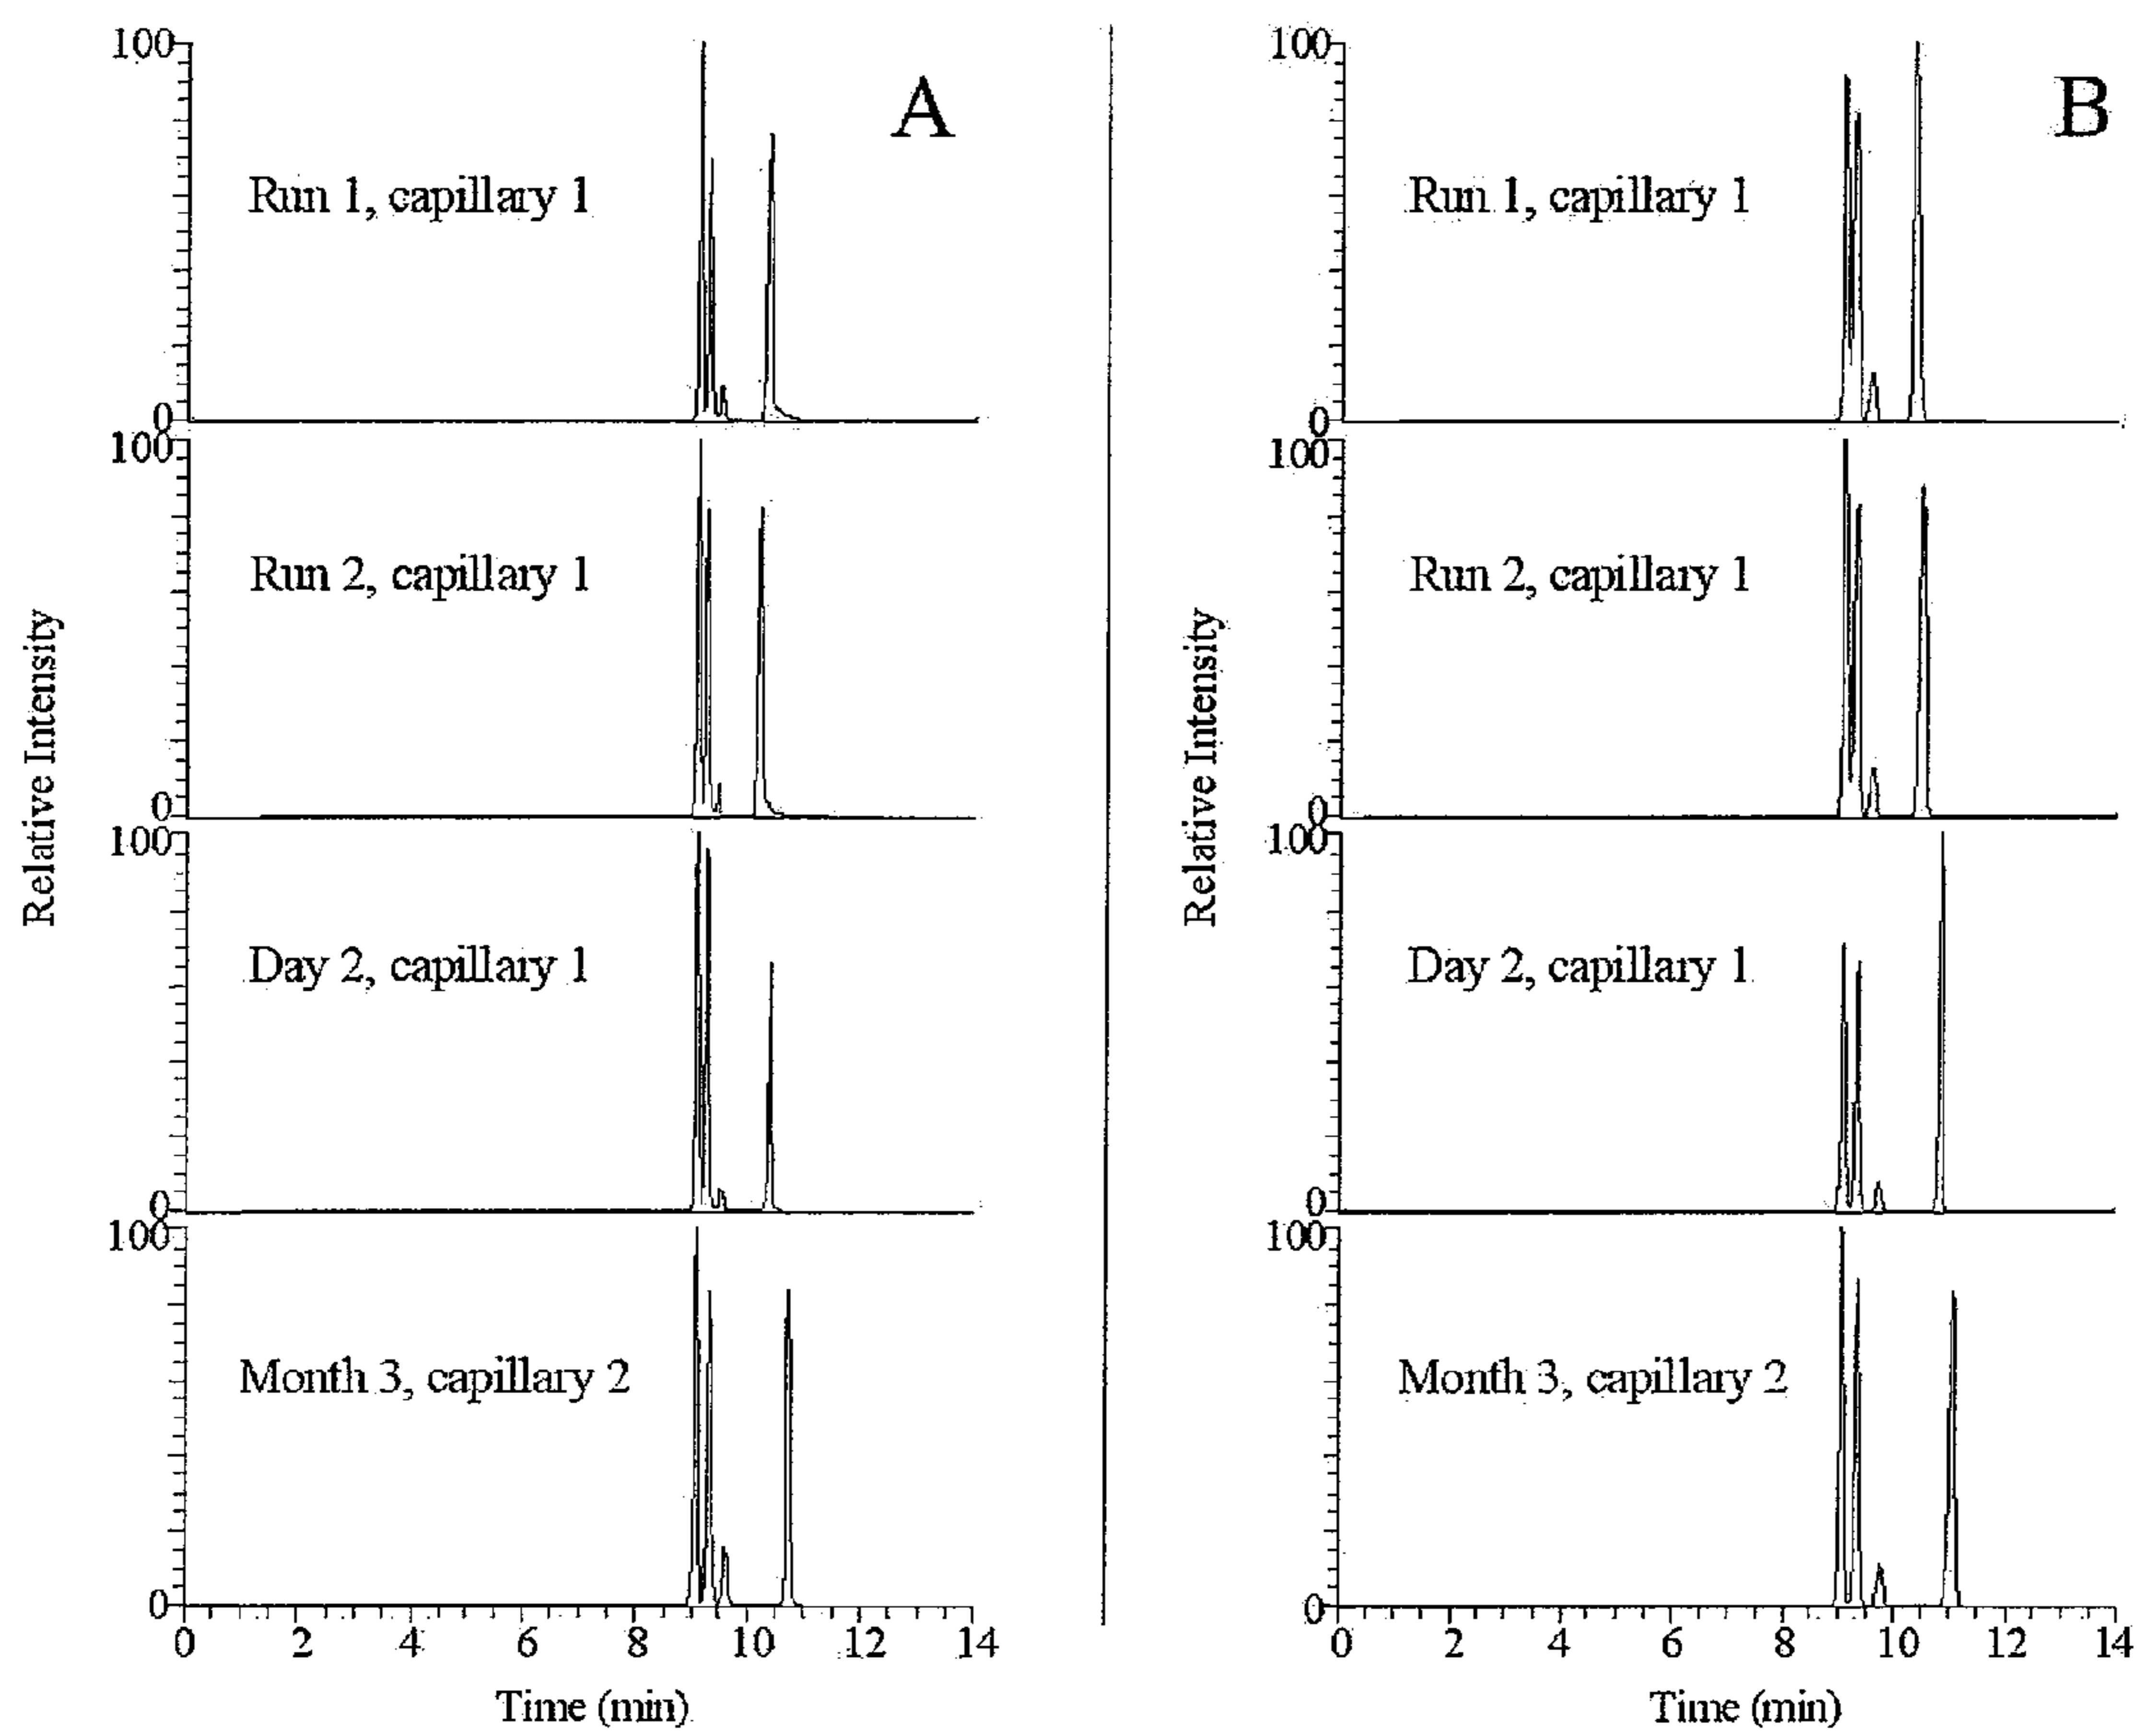 A
Relative Intensity
100
Run 1, capillary 1
0
100
Run 2, capillary 1
0
100
Day 2, capillary 1
0
100
Month 3, capillary 2
0
0 2 4 6 8 10 12 14
Time (min)
B
Relative Intensity
100
Run 1, capillary 1
0
100
Run 2, capillary 1
0
100
Day 2, capillary 1
0
100
Month 3, capillary 2
0
0 2 4 6 8 10 12 14
Time (min)